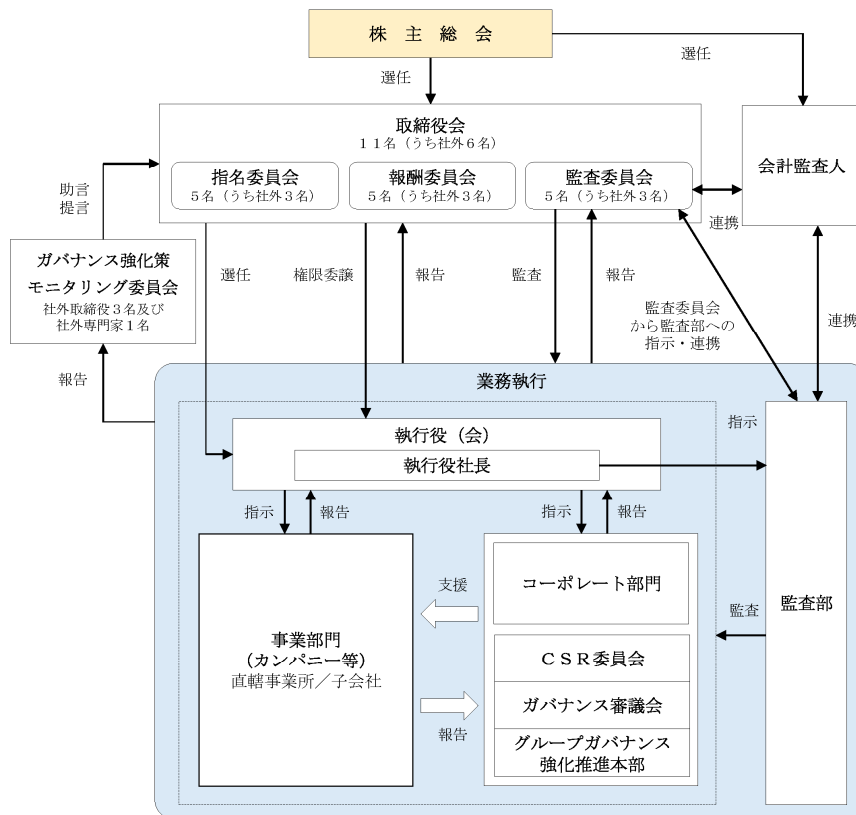 株 主 総 会
選任
選任
取締役会
１１名（うち社外６名）
指名委員会
５名（うち社外３名）
報酬委員会
５名（うち社外３名）
監査委員会
５名（うち社外３名）
会計監査人
連携
助言
提言
ガバナンス強化策
モニタリング委員会
社外取締役３名及び
社外専門家１名
選任
権限委譲
報告
監査
報告
監査委員会
から監査部への
指示・連携
連携
報告
業務執行
執行役（会）
執行役社長
指示
指示
報告
指示
報告
事業部門
（カンパニー等）
直轄事業所／子会社
支援
報告
コーポレート部門
ＣＳＲ委員会
ガバナンス審議会
グループガバナンス
強化推進本部
監査
監査部